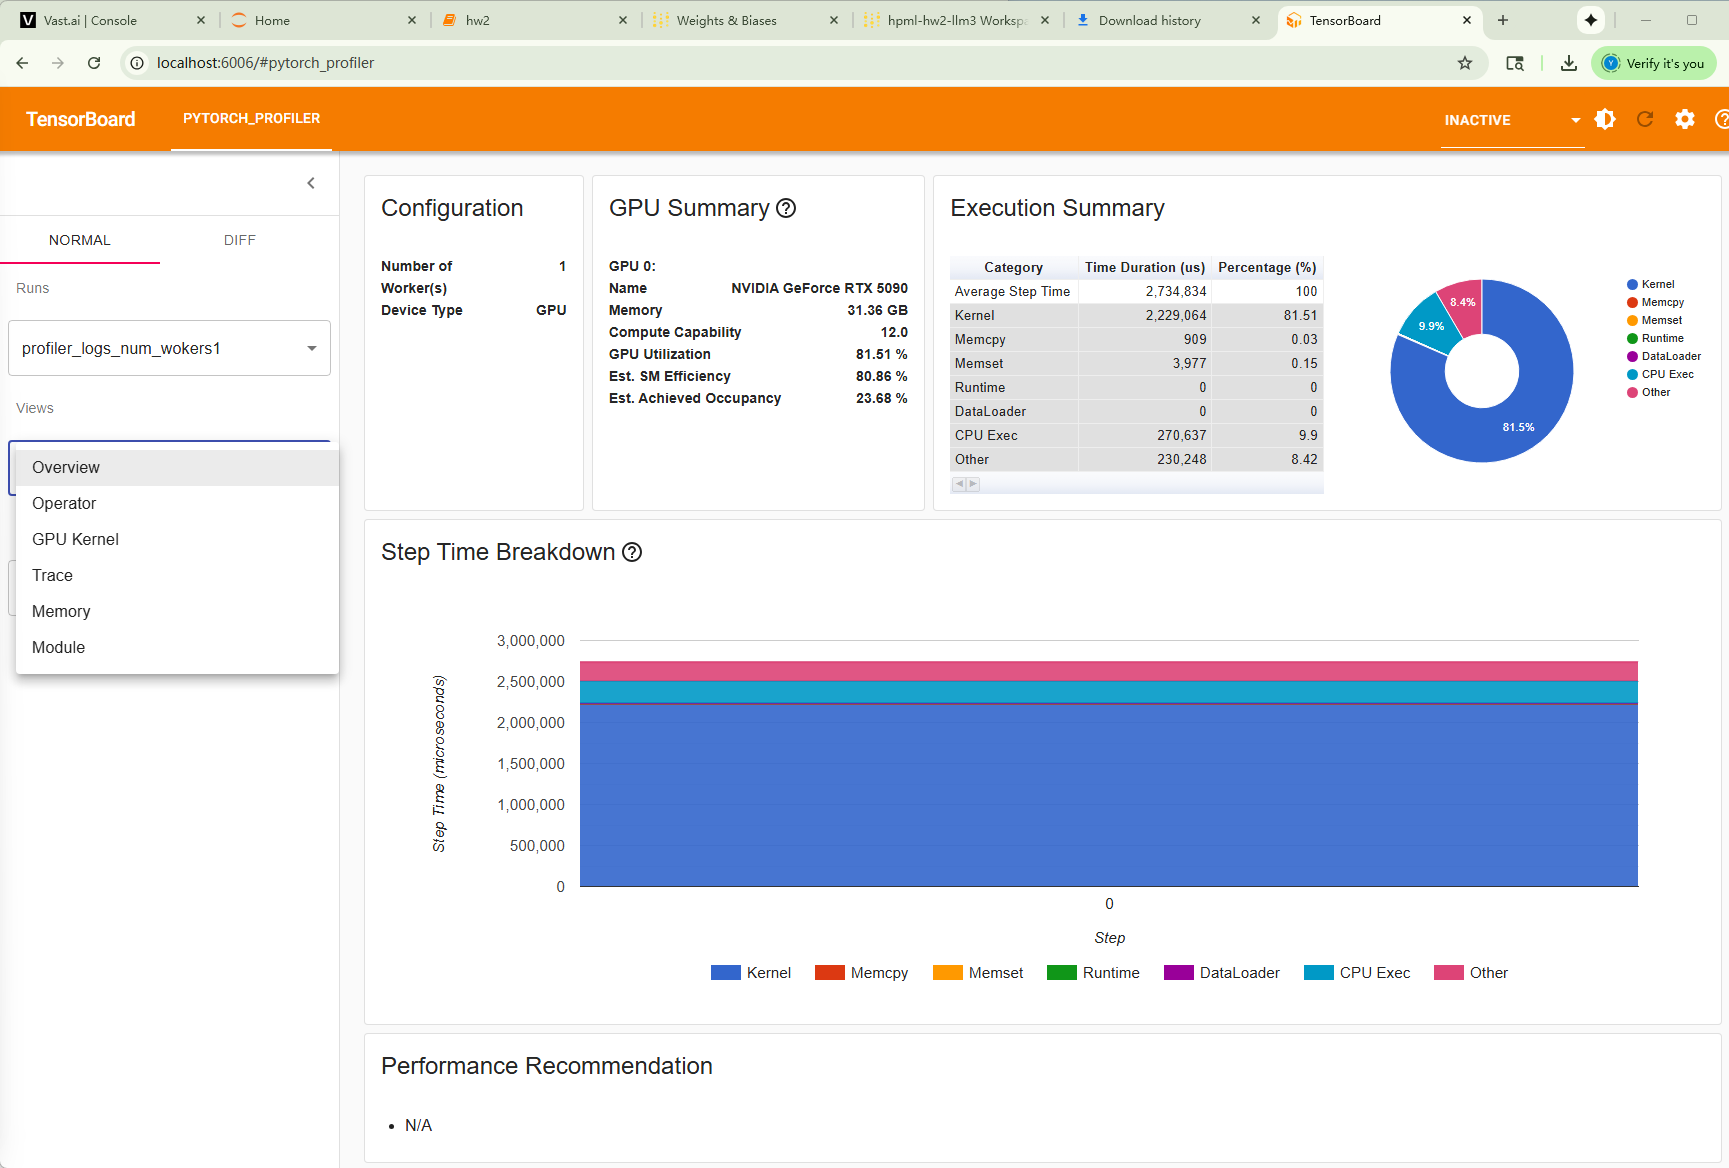 Vast.ai | Console
Home
hw2
Weights & Biases
hpml-hw2-llm3 Workspa
Download history
TensorBoard
localhost:6006/#pytorch_profiler
Verify it's you
TensorBoard
PYTORCH_PROFILER
INACTIVE
NORMAL
DIFF
Runs
profiler_logs_num_wokers1
Views
Overview
Operator
GPU Kernel
Trace
Memory
Module
Configuration
Number of Worker(s) 1
Device Type GPU
GPU Summary
GPU 0:
Name NVIDIA GeForce RTX 5090
Memory 31.36 GB
Compute Capability 12.0
GPU Utilization 81.51 %
Est. SM Efficiency 80.86 %
Est. Achieved Occupancy 23.68 %
Execution Summary
Category Time Duration (us) Percentage (%)
Average Step Time 2,734,834 100
Kernel 2,229,064 81.51
Memcpy 909 0.03
Memset 3,977 0.15
Runtime 0 0
DataLoader 0 0
CPU Exec 270,637 9.9
Other 230,248 8.42
8.4%
9.9%
81.5%
Kernel
Memcpy
Memset
Runtime
DataLoader
CPU Exec
Other
Step Time Breakdown
Step Time (microseconds)
3,000,000
2,500,000
2,000,000
1,500,000
1,000,000
500,000
0
0
Step
Kernel Memcpy Memset Runtime DataLoader CPU Exec Other
Performance Recommendation
• N/A